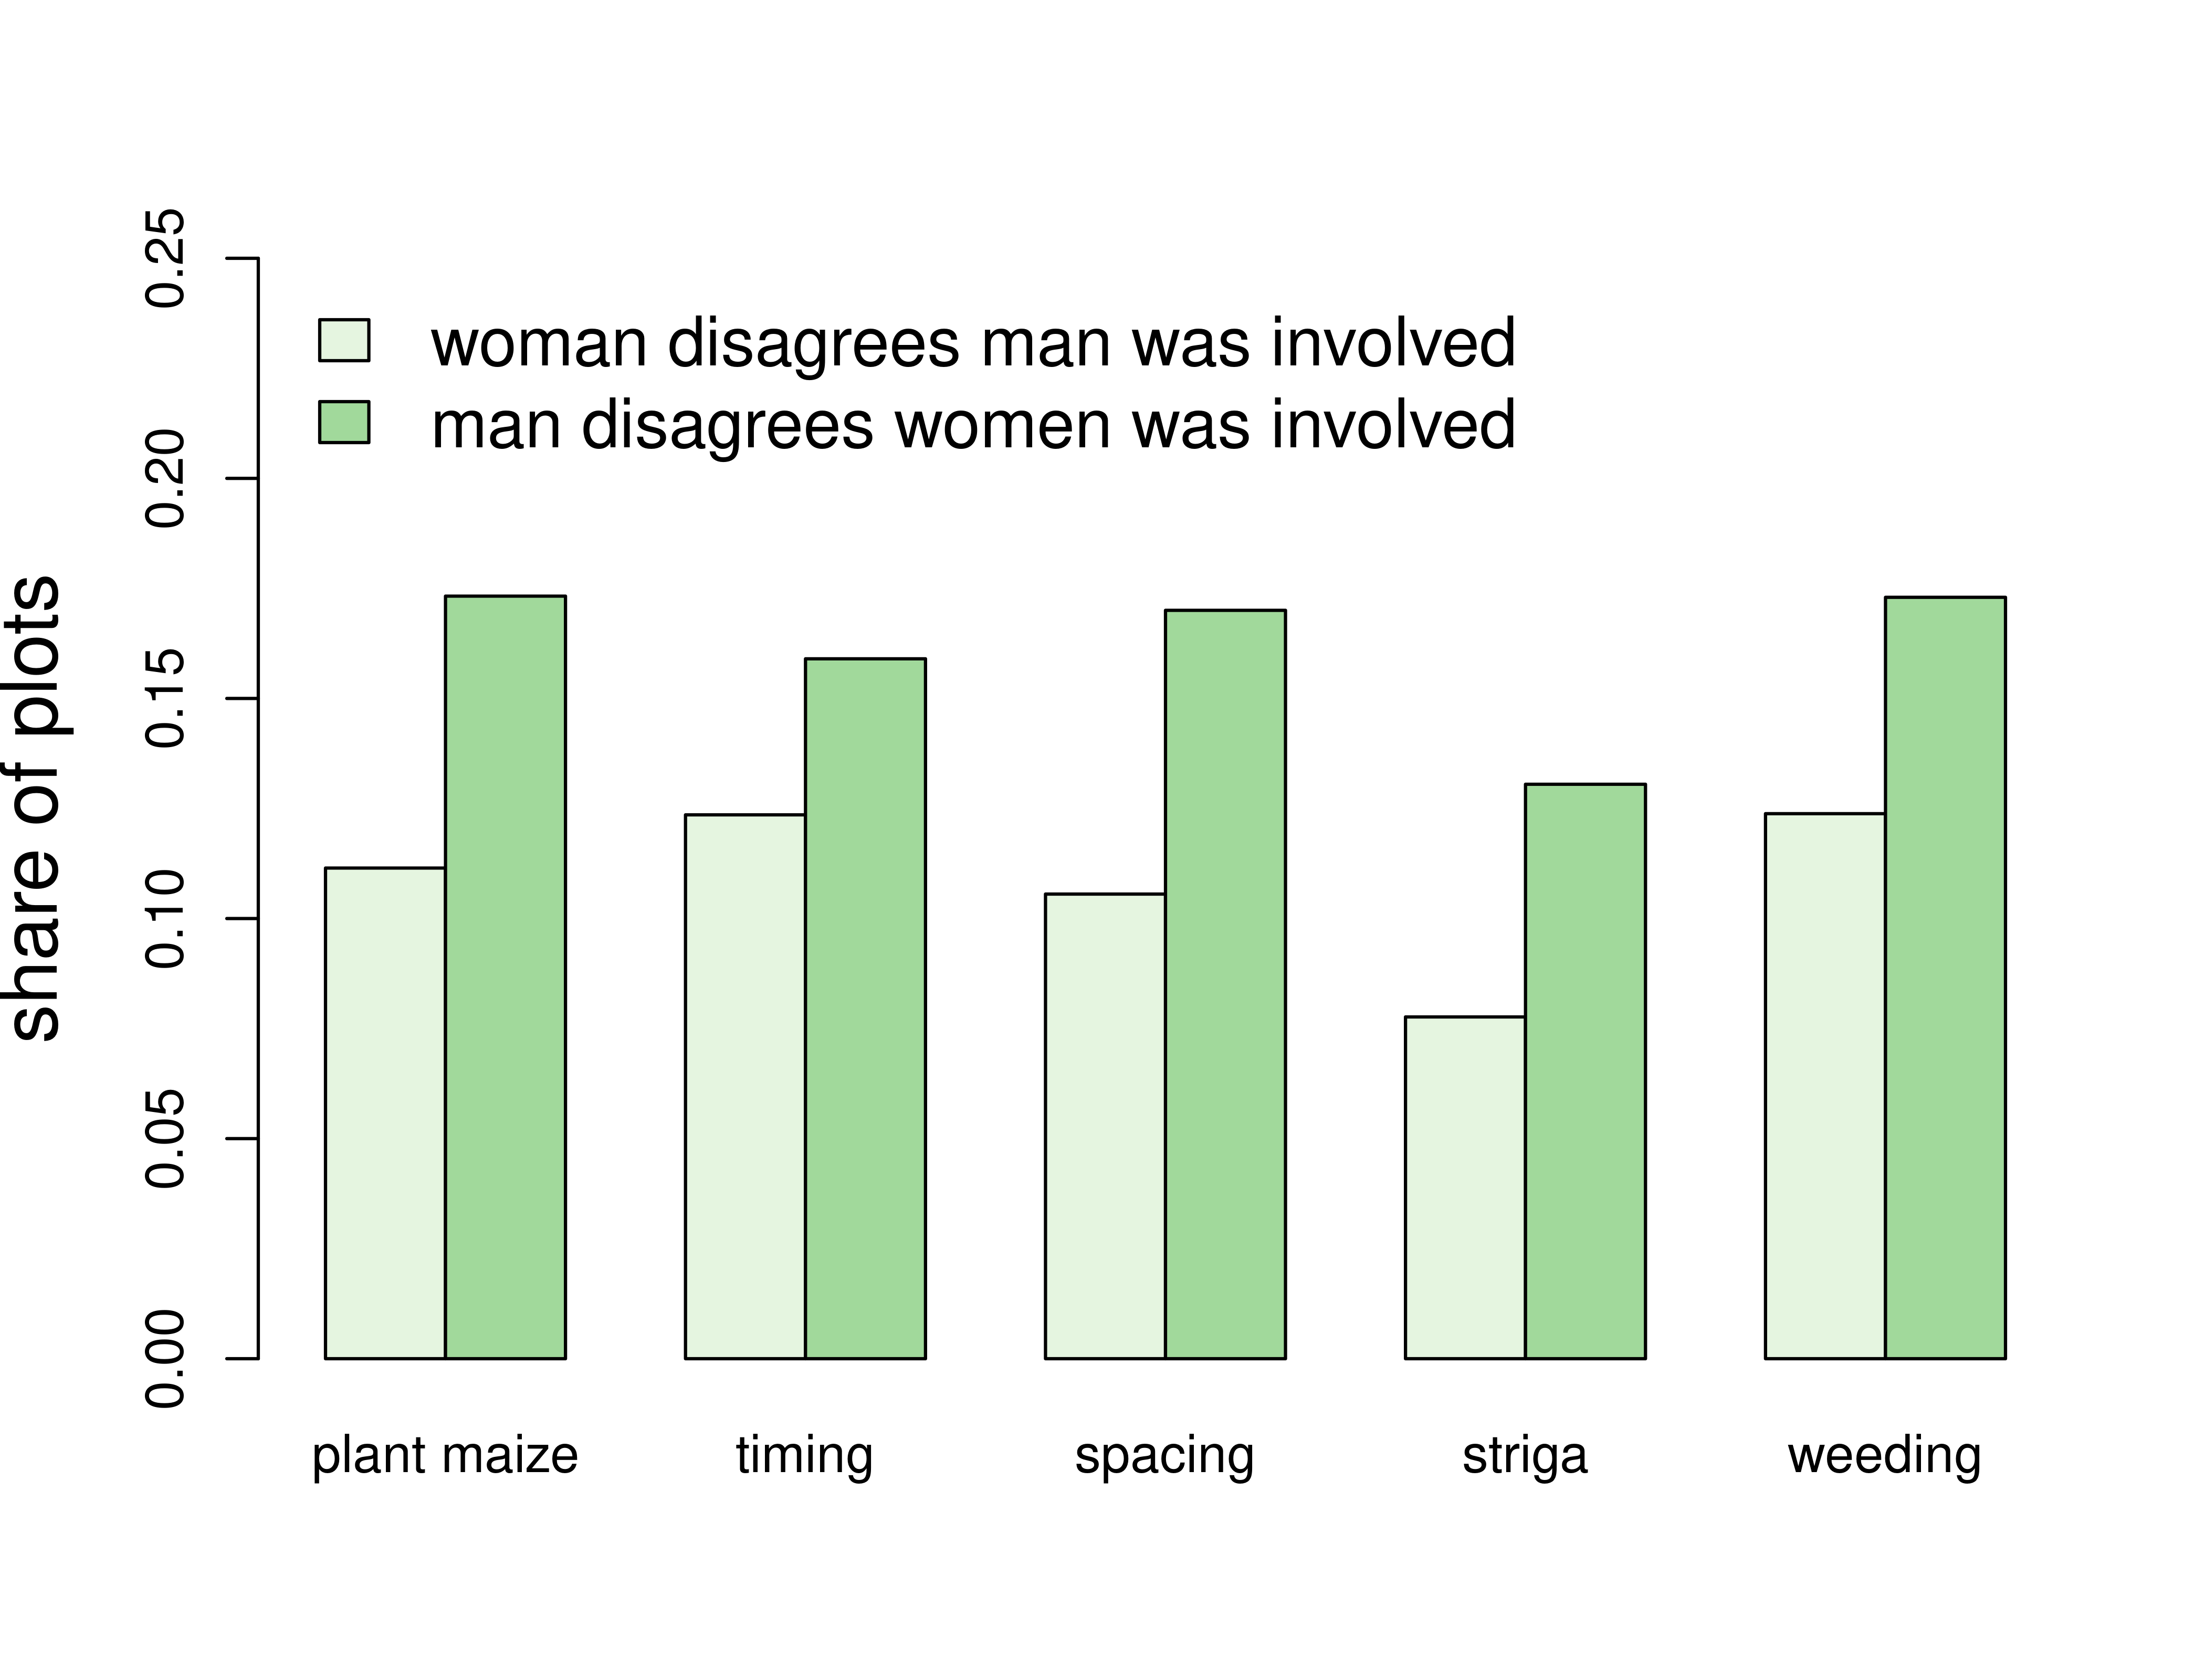 woman disagrees man was involved
man disagrees women was involved
share of plots
0.25
0.20
0.15
0.10
0.05
0.00
plant maize timing spacing striga weeding